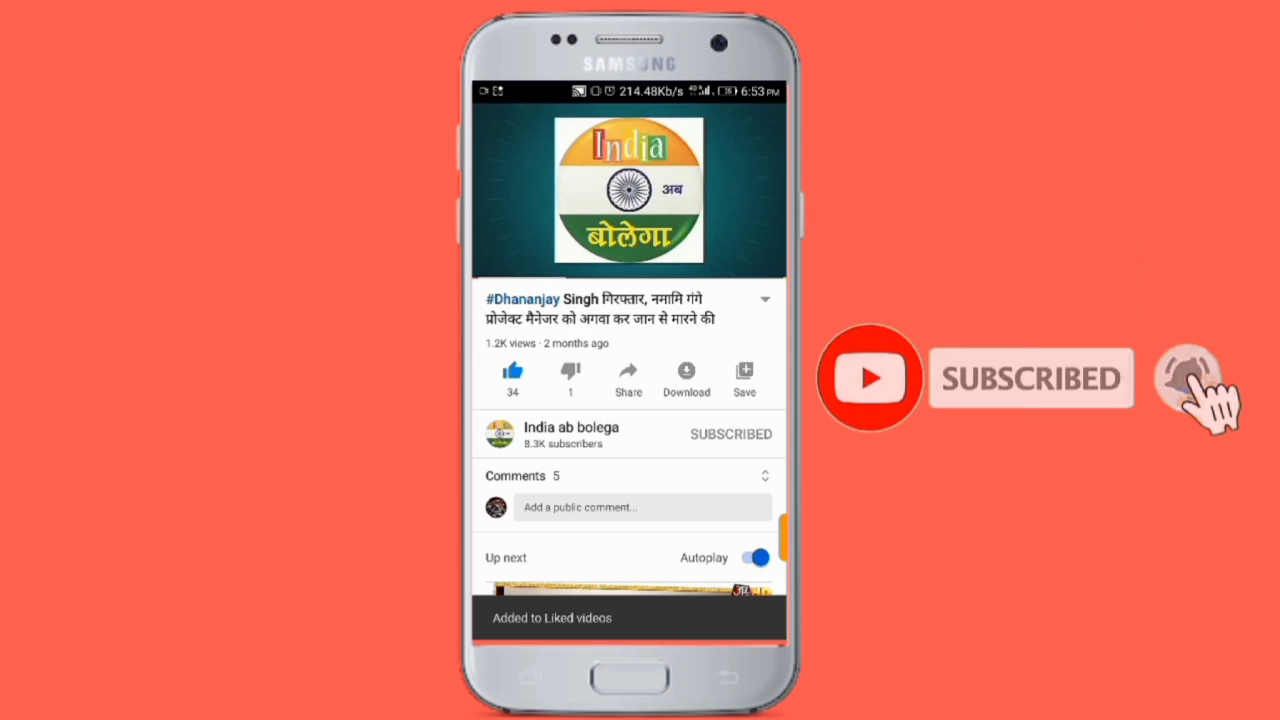 SAMSUNG
214.48Kb/s 6:53 PM
India
अब
बोलेगा
#Dhananjay Singh गिरफ्तार, नमामि गंगे
प्रोजेक्ट मैनेजर को अगवा कर जान से मारने की
1.2K views · 2 months ago
34 1 Share Download Save
India ab bolega
8.3K subscribers
SUBSCRIBED
Comments 5
Add a public comment...
Up next Autoplay
Added to Liked videos
SUBSCRIBED